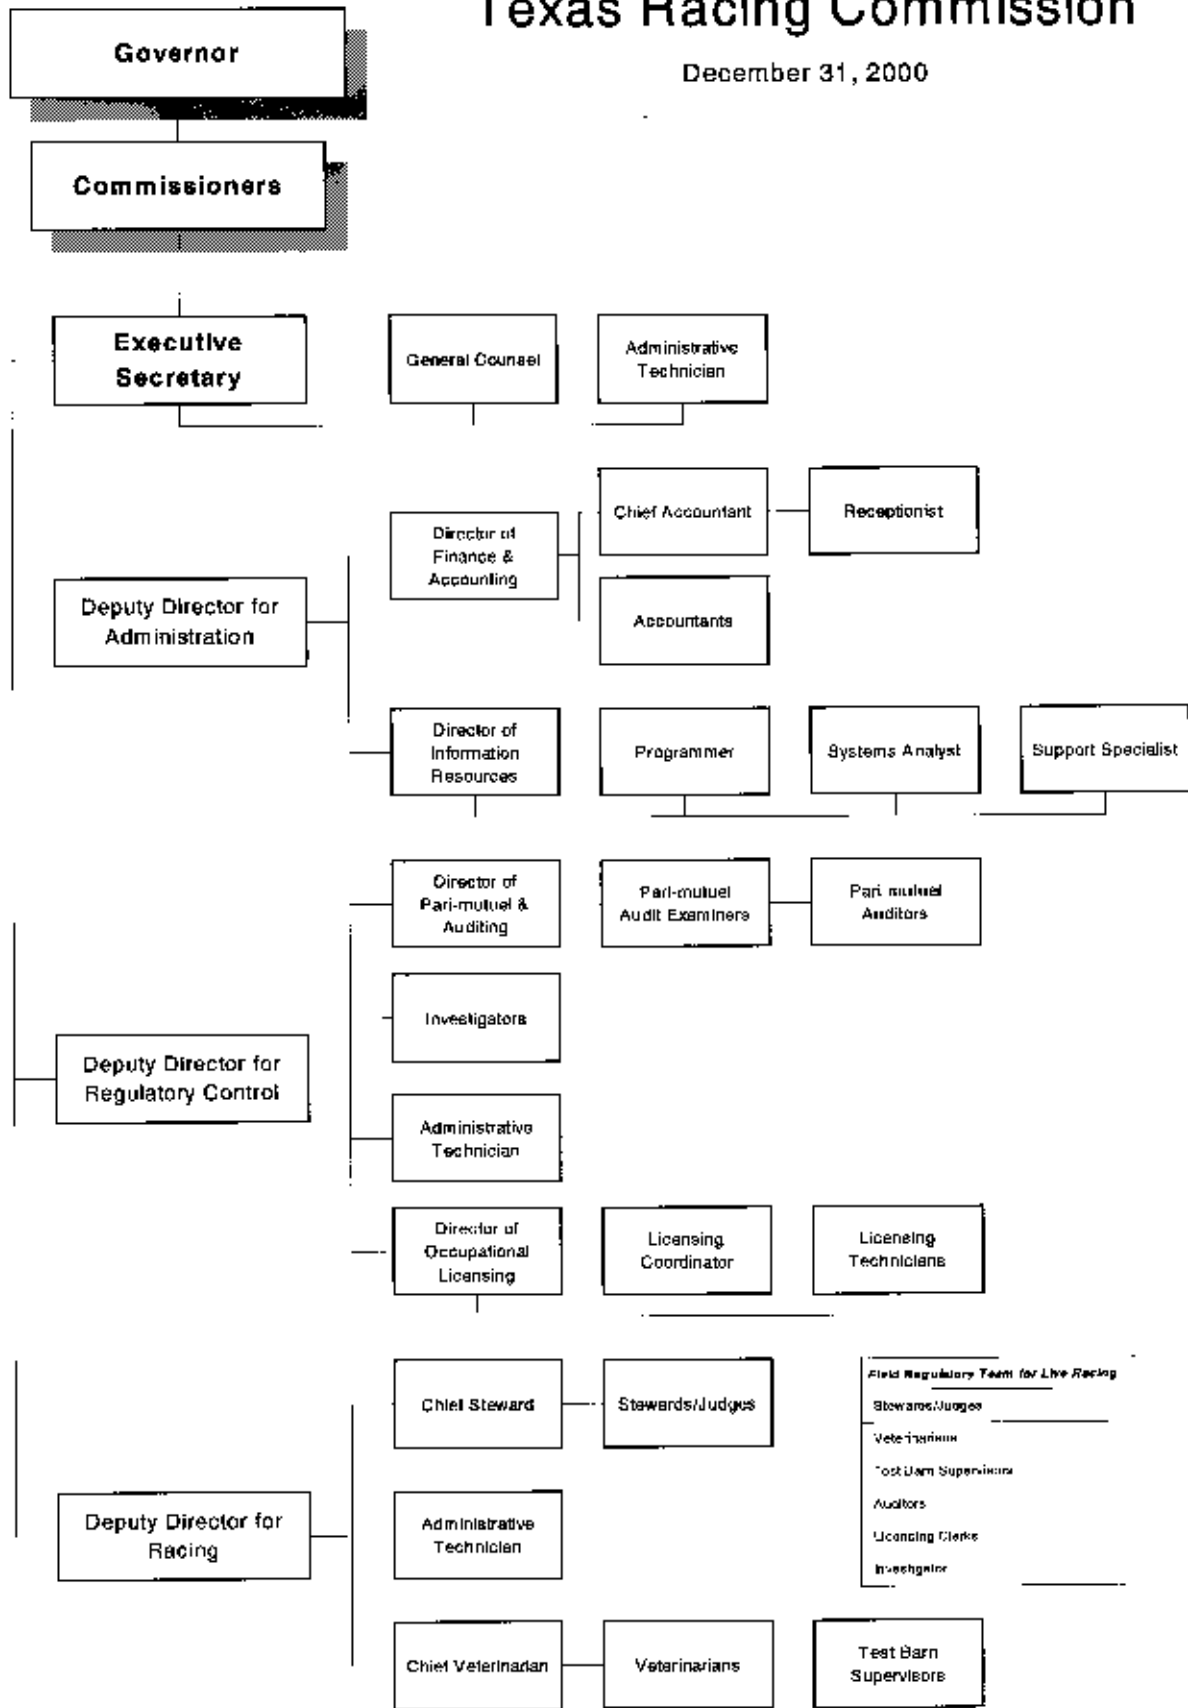 Texas Racing Commission
December 31, 2000
Governor
Commissioners
Executive
Secretary
General Counsel
Administrative
Technician
Chief Accountant
Receptionist
Director of
Finance &
Accounting
Deputy Director for
Administration
Accountants
Director of
Information
Resources
Programmer
Systems Analyst
Support Specialist
Director of
Pari-mutuel &
Auditing
Pari-mutuel
Audit Examiners
Pari mutuel
Auditors
Investigators
Deputy Director for
Regulatory Control
Administrative
Technician
Director of
Occupational
Licensing
Licensing
Coordinator
Licensing
Technicians
Chief Steward
Stewards/Judges
Field Regulatory Team for Live Racing
Stewards/Judges
Veterinarians
Test Barn Supervisors
Auditors
Licensing Clerks
Investigator
Deputy Director for
Racing
Administrative
Technician
Chief Veterinarian
Veterinarians
Test Barn
Supervisors